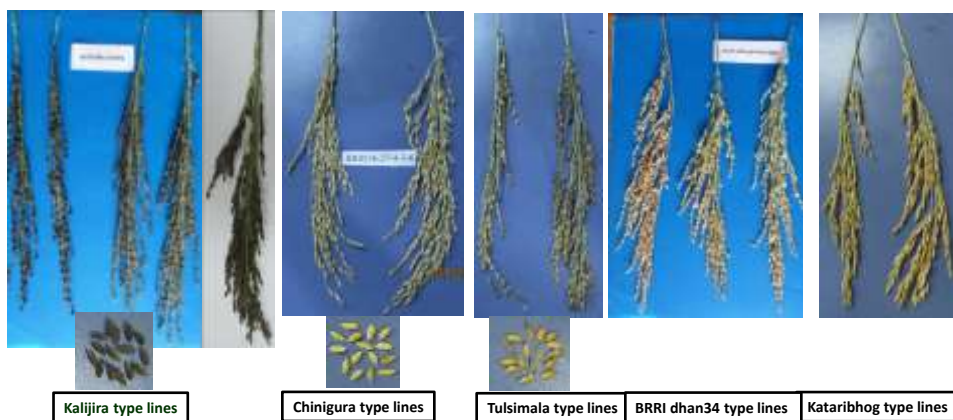 Kalijira type lines
Chinigura type lines
Tulsimala type lines
BRRI dhan34 type lines
Kataribhog type lines